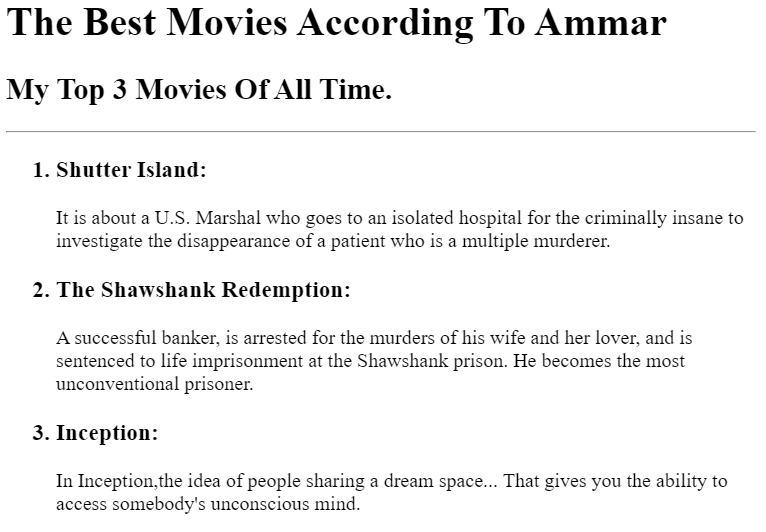 The Best Movies According To Ammar
My Top 3 Movies Of All Time.
1. Shutter Island:
It is about a U.S. Marshal who goes to an isolated hospital for the criminally insane to
investigate the disappearance of a patient who is a multiple murderer.
2. The Shawshank Redemption:
A successful banker, is arrested for the murders of his wife and her lover, and is
sentenced to life imprisonment at the Shawshank prison. He becomes the most
unconventional prisoner.
3. Inception:
In Inception,the idea of people sharing a dream space... That gives you the ability to
access somebody's unconscious mind.